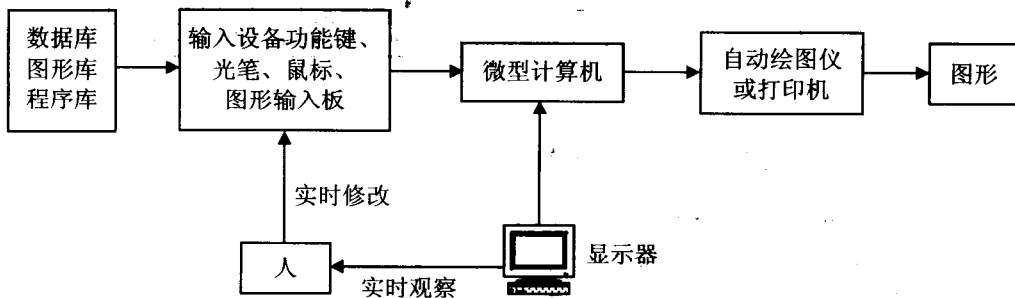 数据库
图形库
程序库
输入设备功能键、
光笔、鼠标、
图形输入板
微型计算机
自动绘图仪
或打印机
图形
实时修改
人
实时观察
显示器